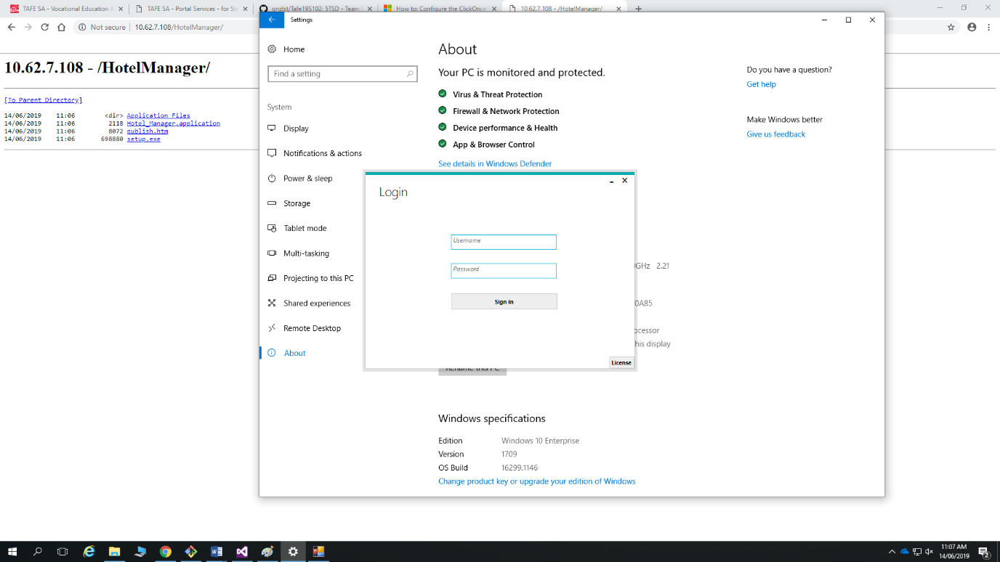 TAFE SA - Vocational Education &
TAFE SA - Portal Services - for St
gnzlst/Tafe19S102: 5TSD - Team
How to: Configure the ClickOnce
10.62.7.108 - /HotelManager/
Not secure
10.62.7.108/HotelManager/
10.62.7.108 - /HotelManager/
[To Parent Directory]
14/06/2019 11:06 <dir> Application Files
14/06/2019 11:06 2118 Hotel_Manager.application
14/06/2019 11:06 8072 publish.htm
14/06/2019 11:06 698880 setup.exe
Settings
Home
Find a setting
System
Display
Notifications & actions
Power & sleep
Storage
Tablet mode
Multi-tasking
Projecting to this PC
Shared experiences
Remote Desktop
About
About
Your PC is monitored and protected.
Virus & Threat Protection
Firewall & Network Protection
Device performance & Health
App & Browser Control
See details in Windows Defender
Do you have a question?
Get help
Make Windows better
Give us feedback
Login
Username
Password
Sign in
License
GHz 2.21
0A85
ocessor
his display
Rename this PC
Windows specifications
Edition Windows 10 Enterprise
Version 1709
OS Build 16299.1146
Change product key or upgrade your edition of Windows
11:07 AM
14/06/2019
2